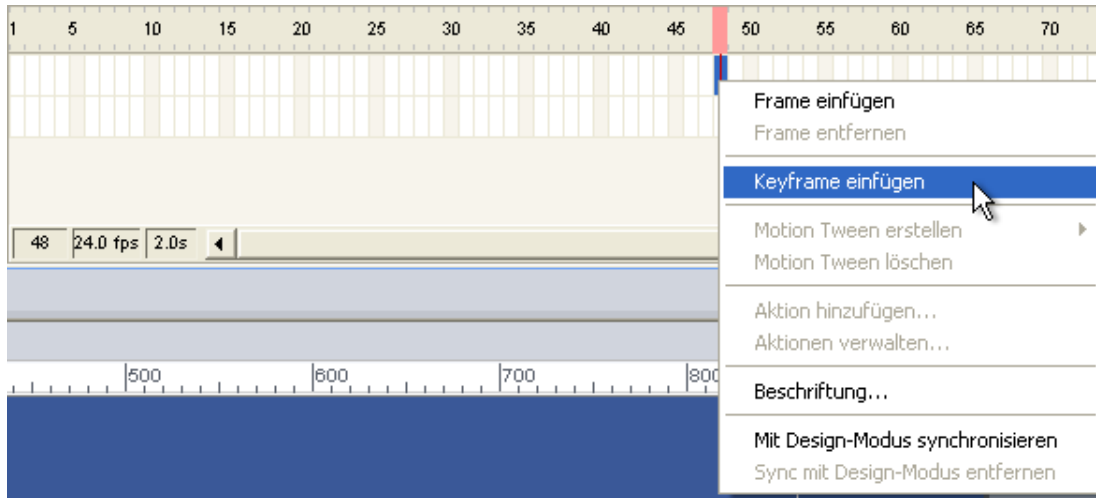 1 5 10 15 20 25 30 35 40 45 50 55 60 65 70
Frame einfügen
Frame entfernen
Keyframe einfügen
Motion Tween erstellen
Motion Tween löschen
Aktion hinzufügen...
Aktionen verwalten...
Beschriftung...
Mit Design-Modus synchronisieren
Sync mit Design-Modus entfernen
48 24.0 fps 2.0s
500 600 700 800